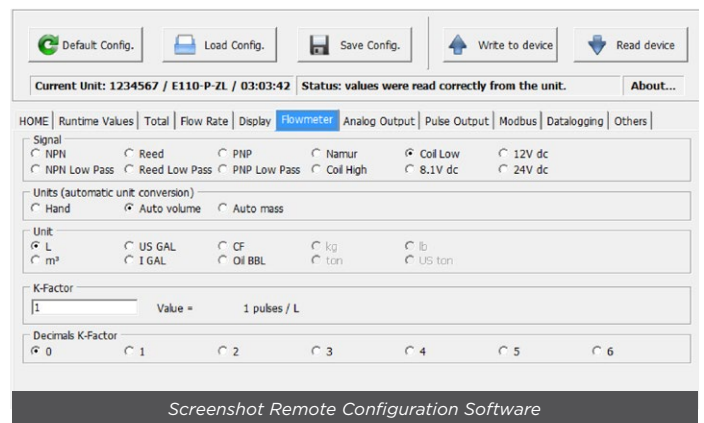 Default Config. Load Config. Save Config. Write to device Read device
Current Unit: 1234567 / E110-P-ZL / 03:03:42 Status: values were read correctly from the unit. About...
HOME Runtime Values Total Flow Rate Display Flowmeter Analog Output Pulse Output Modbus Datalogging Others
Signal
NPN Reed PNP Namur Coil Low 12V dc
NPN Low Pass Reed Low Pass PNP Low Pass Coil High 8.1V dc 24V dc
Units (automatic unit conversion)
Hand Auto volume Auto mass
Unit
L US GAL CF kg lb
m³ I GAL Oil BBL ton US ton
K-Factor
1 Value = 1 pulses / L
Decimals K-Factor
0 1 2 3 4 5 6
Screenshot Remote Configuration Software